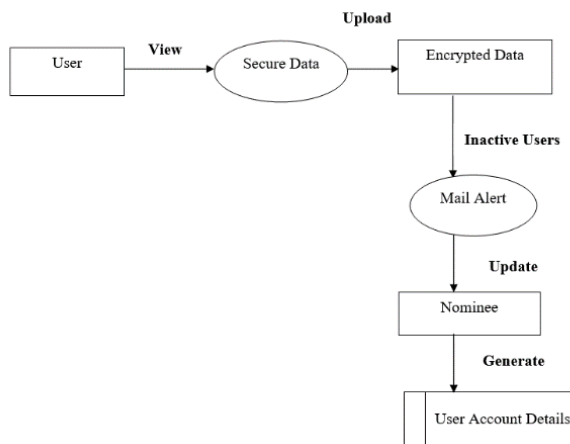 Upload
User
View
Secure Data
Encrypted Data
Inactive Users
Mail Alert
Update
Nominee
Generate
User Account Details